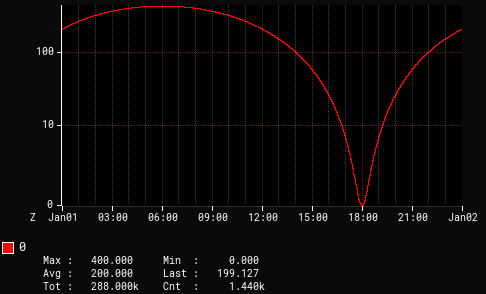 100
10
0
Z Jan01 03:00 06:00 09:00 12:00 15:00 18:00 21:00 Jan02
0
Max : 400.000 Min : 0.000
Avg : 200.000 Last : 199.127
Tot : 288.000k Cnt : 1.440k